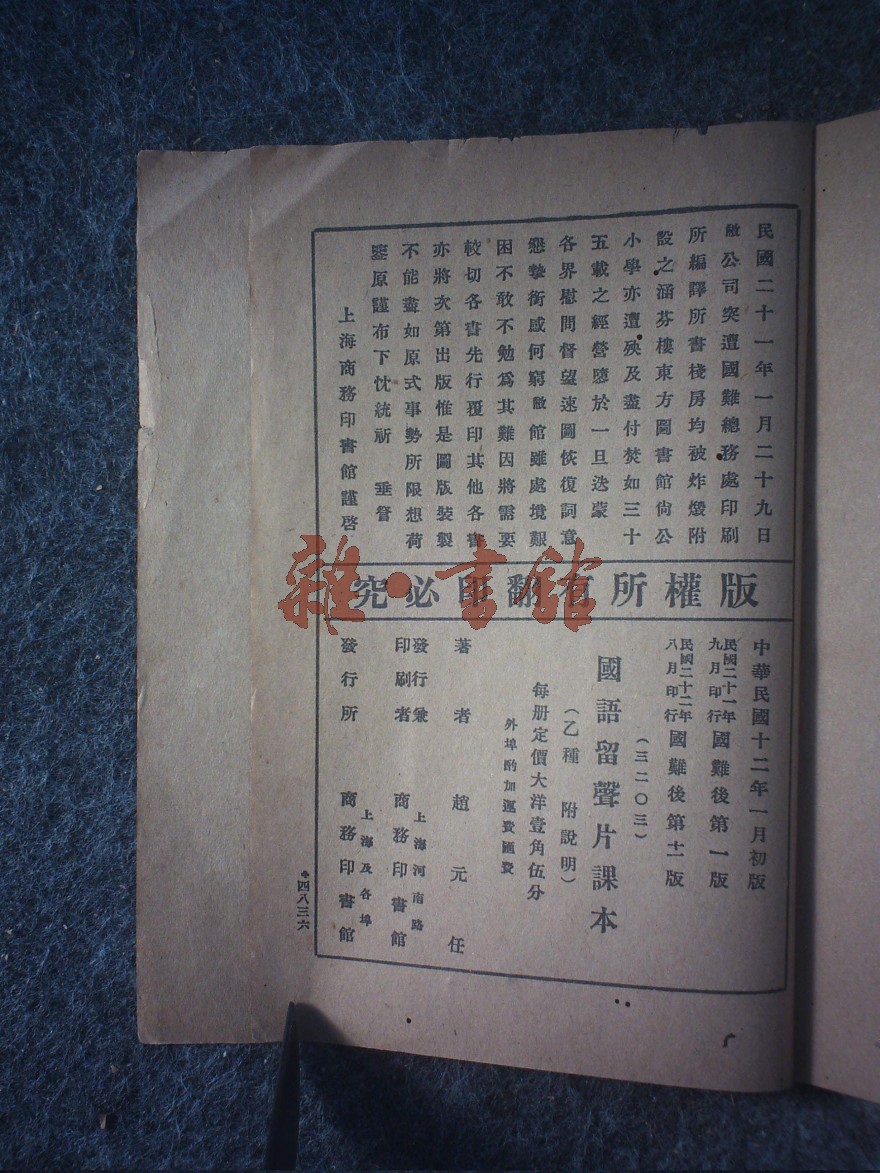 民國二十一年一月二十九日
敝公司突遭國難總務處印刷
所編譯所書棧房均被炸燬附
設之涵芬樓東方圖書館尚公
小學亦遭殃及盡付焚如三十
五載之經營隳於一旦迭蒙
各界慰問督望速圖恢復詞意
懇摯銜感何窮敝館雖處境艱
困不敢不勉爲其難因將需要
較切各書先行覆印其他各書
亦將次第出版惟是圖版裝製
不能盡如原式事勢所限想荷
鑒原謹布下忱統祈 垂詧
上海商務印書館謹啓
版權所有翻印必究
中華民國十二年一月初版
民國二十一年九月印行 國難後第一版
民國二十二年八月印行 國難後第十一版
(三二〇三)
國語留聲片課本
(乙種 附說明)
每册定價大洋壹角伍分
外埠酌加運費匯費
著者 趙元任
發行兼印刷者 上海河南路 商務印書館
發行所 上海及各埠 商務印書館
四八三六
雜·書館